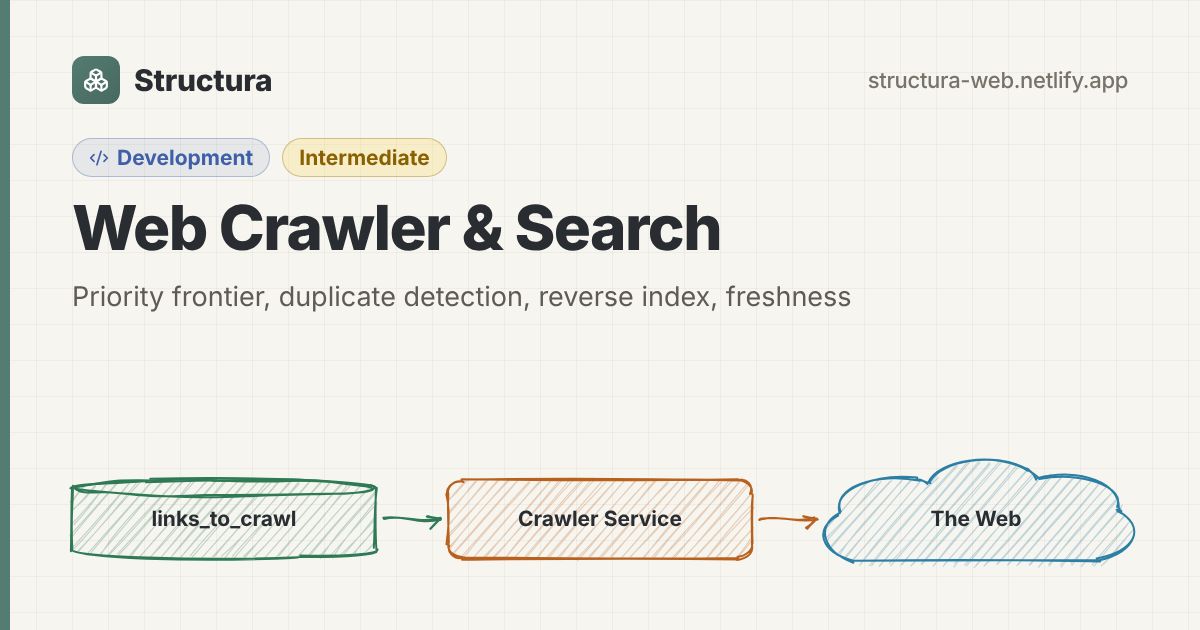 Structura
structura-web.netlify.app
Development
Intermediate
Web Crawler & Search
Priority frontier, duplicate detection, reverse index, freshness
links_to_crawl
Crawler Service
The Web